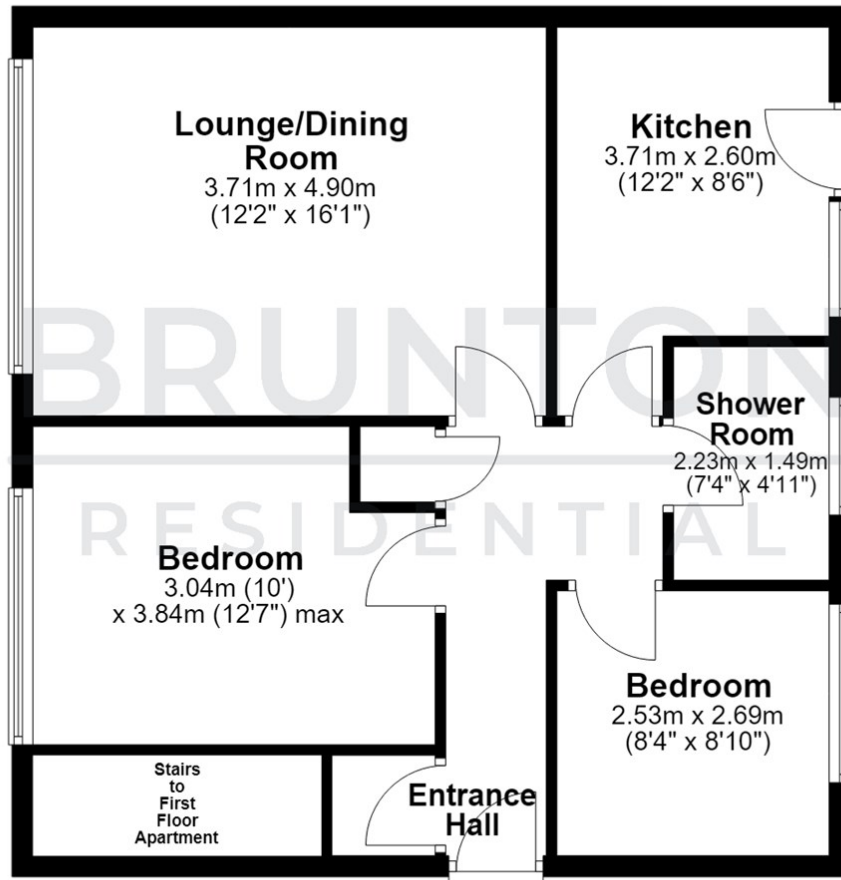 Lounge/Dining
Room
3.71m x 4.90m
(12'2" x 16'1")
Kitchen
3.71m x 2.60m
(12'2" x 8'6")
BRUNTON
RESIDENTIAL
Shower
Room
2.23m x 1.49m
(7'4" x 4'11")
Bedroom
3.04m (10')
x 3.84m (12'7") max
Bedroom
2.53m x 2.69m
(8'4" x 8'10")
Stairs
to
First
Floor
Apartment
Entrance
Hall